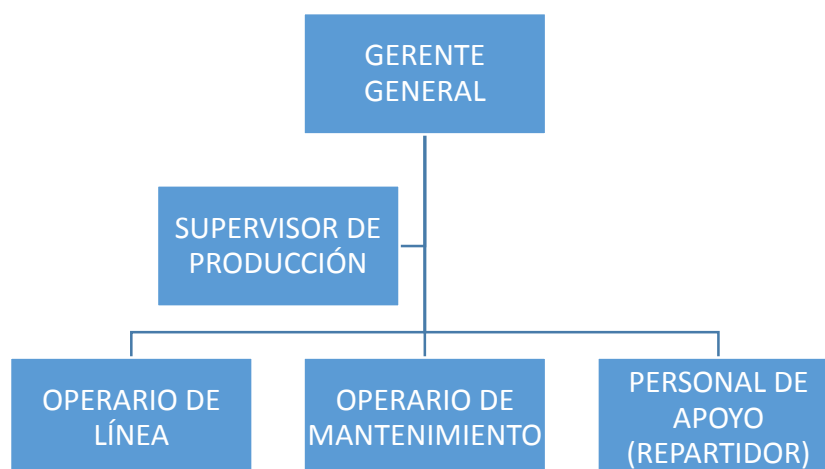 GERENTE
GENERAL
SUPERVISOR DE
PRODUCCIÓN
OPERARIO DE
LÍNEA
OPERARIO DE
MANTENIMIENTO
PERSONAL DE
APOYO
(REPARTIDOR)